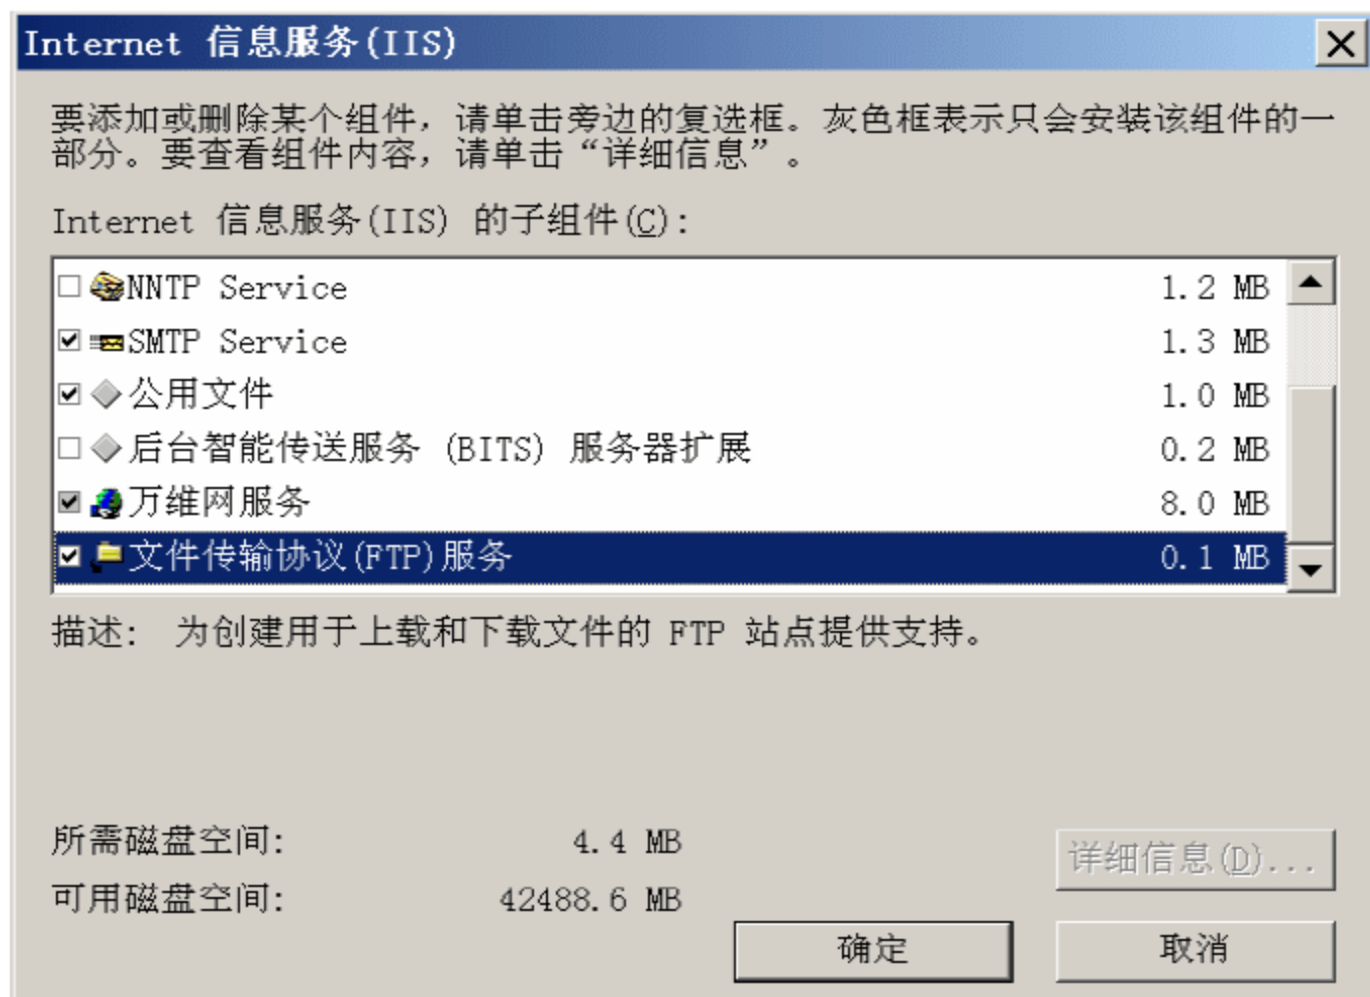 Internet 信息服务(IIS)
要添加或删除某个组件，请单击旁边的复选框。灰色框表示只会安装该组件的一
部分。要查看组件内容，请单击“详细信息”。
Internet 信息服务(IIS) 的子组件(C):
NNTP Service 1.2 MB
SMTP Service 1.3 MB
公用文件 1.0 MB
后台智能传送服务 (BITS) 服务器扩展 0.2 MB
万维网服务 8.0 MB
文件传输协议(FTP)服务 0.1 MB
描述: 为创建用于上载和下载文件的 FTP 站点提供支持。
所需磁盘空间: 4.4 MB
详细信息(D)...
可用磁盘空间: 42488.6 MB
确定 取消